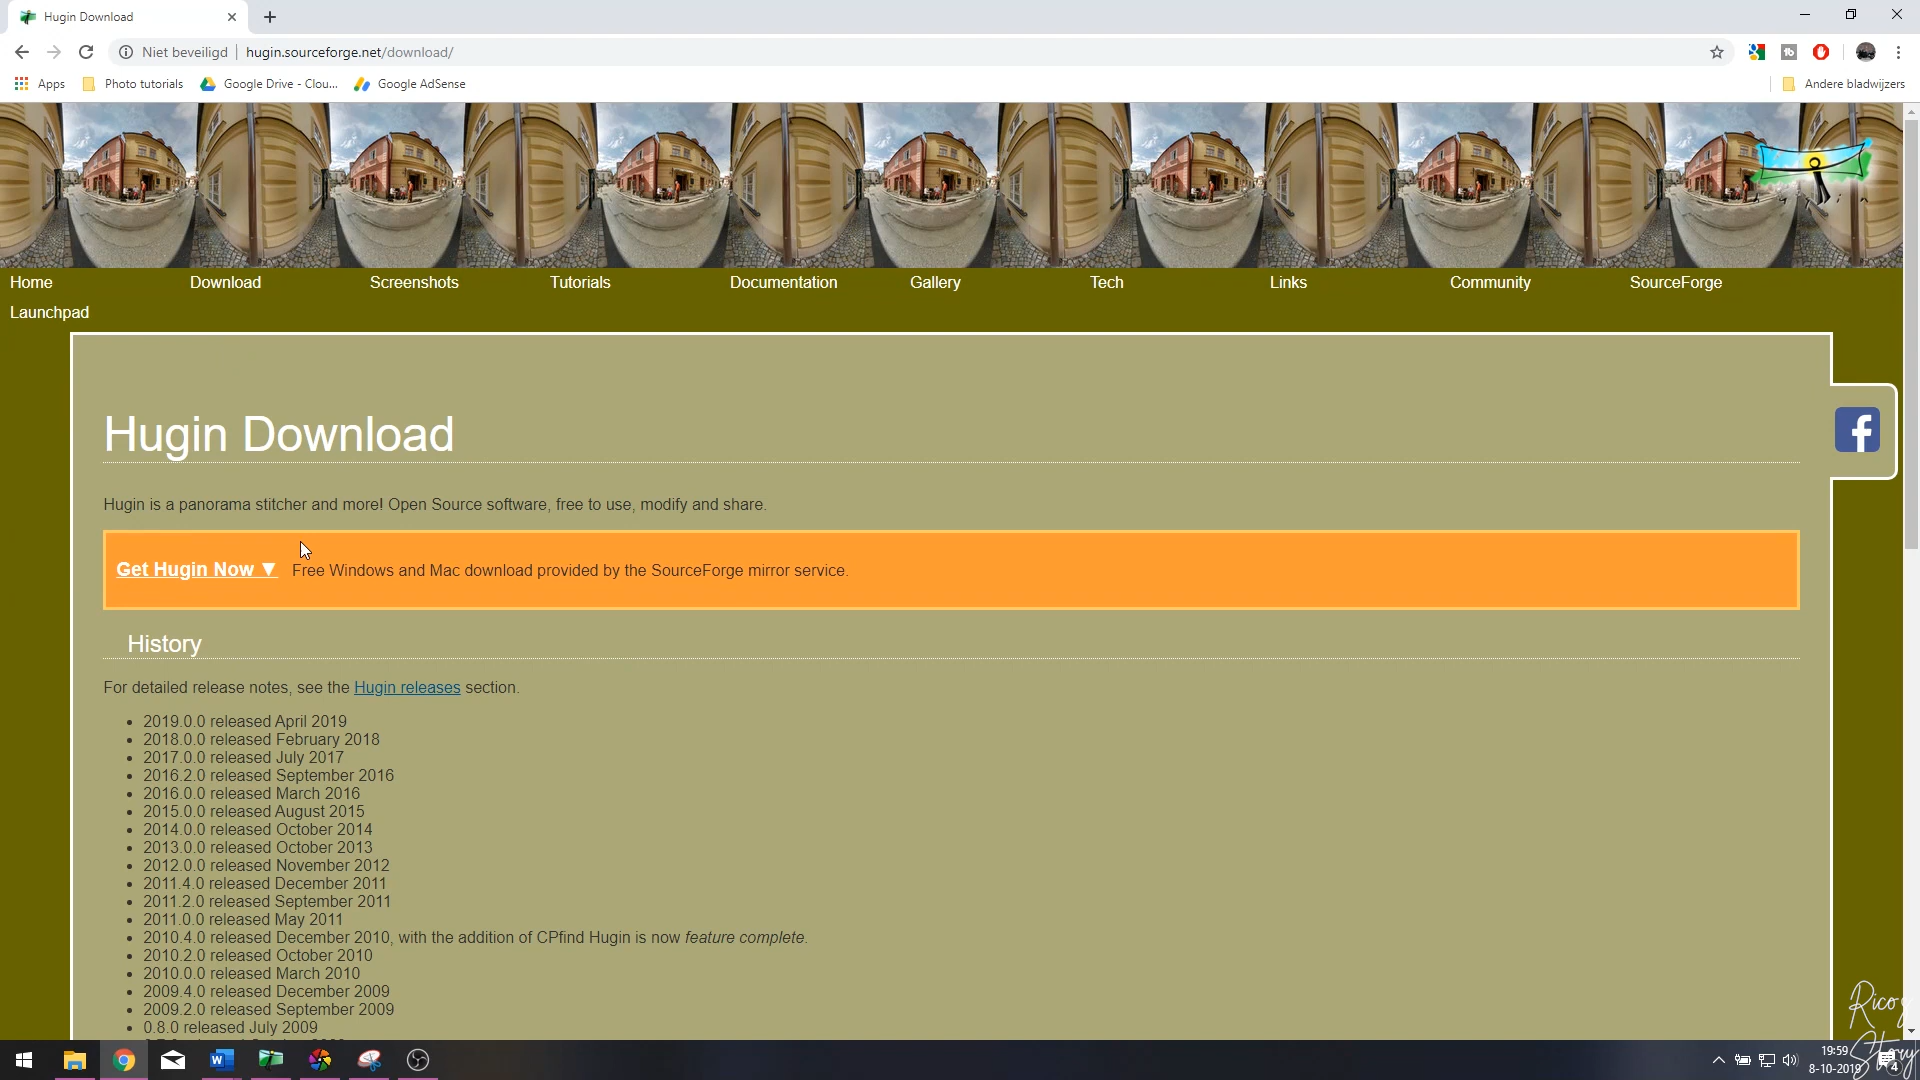 Hugin Download
Niet beveiligd hugin.sourceforge.net/download/
Apps Photo tutorials Google Drive - Clou... Google AdSense Andere bladwijzers
Home Download Screenshots Tutorials Documentation Gallery Tech Links Community SourceForge
Launchpad
Hugin Download
Hugin is a panorama stitcher and more! Open Source software, free to use, modify and share.
Get Hugin Now ▼ Free Windows and Mac download provided by the SourceForge mirror service.
History
For detailed release notes, see the Hugin releases section.
• 2019.0.0 released April 2019
• 2018.0.0 released February 2018
• 2017.0.0 released July 2017
• 2016.2.0 released September 2016
• 2016.0.0 released March 2016
• 2015.0.0 released August 2015
• 2014.0.0 released October 2014
• 2013.0.0 released October 2013
• 2012.0.0 released November 2012
• 2011.4.0 released December 2011
• 2011.2.0 released September 2011
• 2011.0.0 released May 2011
• 2010.4.0 released December 2010, with the addition of CPfind Hugin is now feature complete.
• 2010.2.0 released October 2010
• 2010.0.0 released March 2010
• 2009.4.0 released December 2009
• 2009.2.0 released September 2009
• 0.8.0 released July 2009
Rico's
Story
19:59
8-10-2019
4